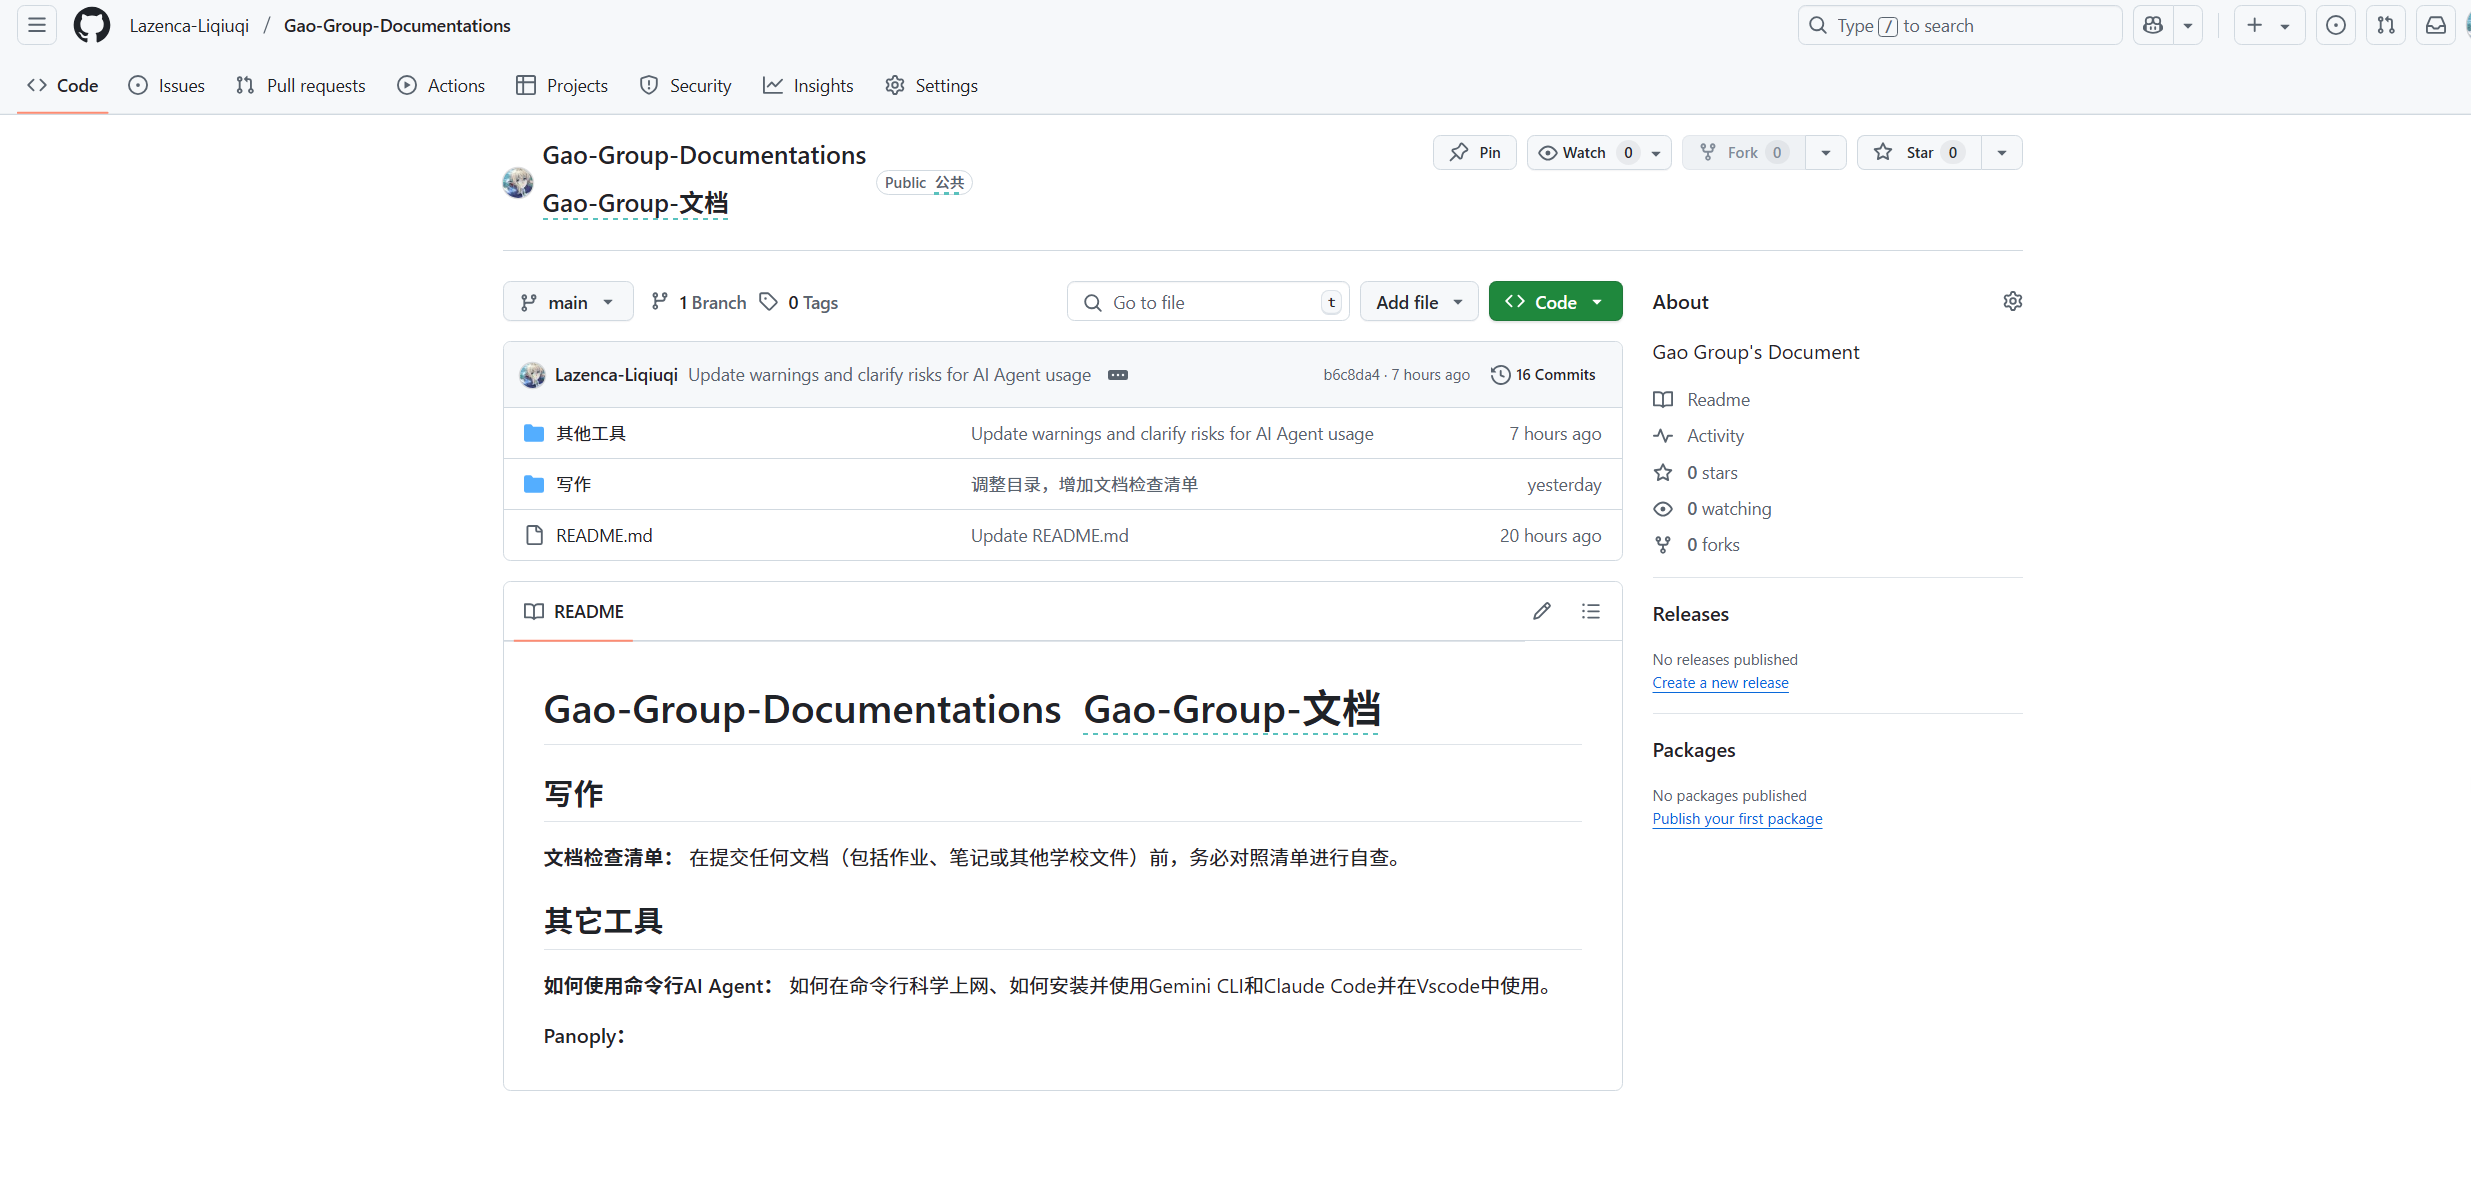 Lazenca-Liqiuqi / Gao-Group-Documentations
Type / to search
Code Issues Pull requests Actions Projects Security Insights Settings
Gao-Group-Documentations
Gao-Group-文档
Public 公共
Pin Watch 0 Fork 0 Star 0
main 1 Branch 0 Tags Go to file t Add file Code
Lazenca-Liqiuqi Update warnings and clarify risks for AI Agent usage b6c8da4 · 7 hours ago 16 Commits
其他工具 Update warnings and clarify risks for AI Agent usage 7 hours ago
写作 调整目录，增加文档检查清单 yesterday
README.md Update README.md 20 hours ago
README
Gao-Group-Documentations Gao-Group-文档
写作
文档检查清单： 在提交任何文档（包括作业、笔记或其他学校文件）前，务必对照清单进行自查。
其它工具
如何使用命令行AI Agent： 如何在命令行科学上网、如何安装并使用Gemini CLI和Claude Code并在Vscode中使用。
Panoply：
About
Gao Group's Document
Readme
Activity
0 stars
0 watching
0 forks
Releases
No releases published
Create a new release
Packages
No packages published
Publish your first package